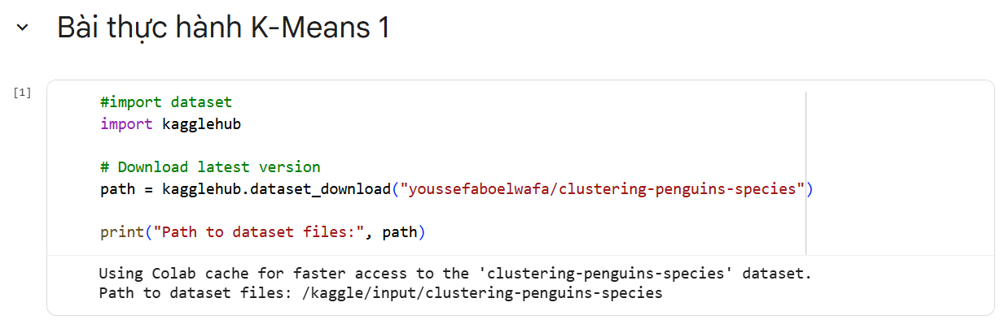 Bài thực hành K-Means 1
[1]
#import dataset
import kagglehub
# Download latest version
path = kagglehub.dataset_download("youssefaboelwafa/clustering-penguins-species")
print("Path to dataset files:", path)
Using Colab cache for faster access to the 'clustering-penguins-species' dataset.
Path to dataset files: /kaggle/input/clustering-penguins-species